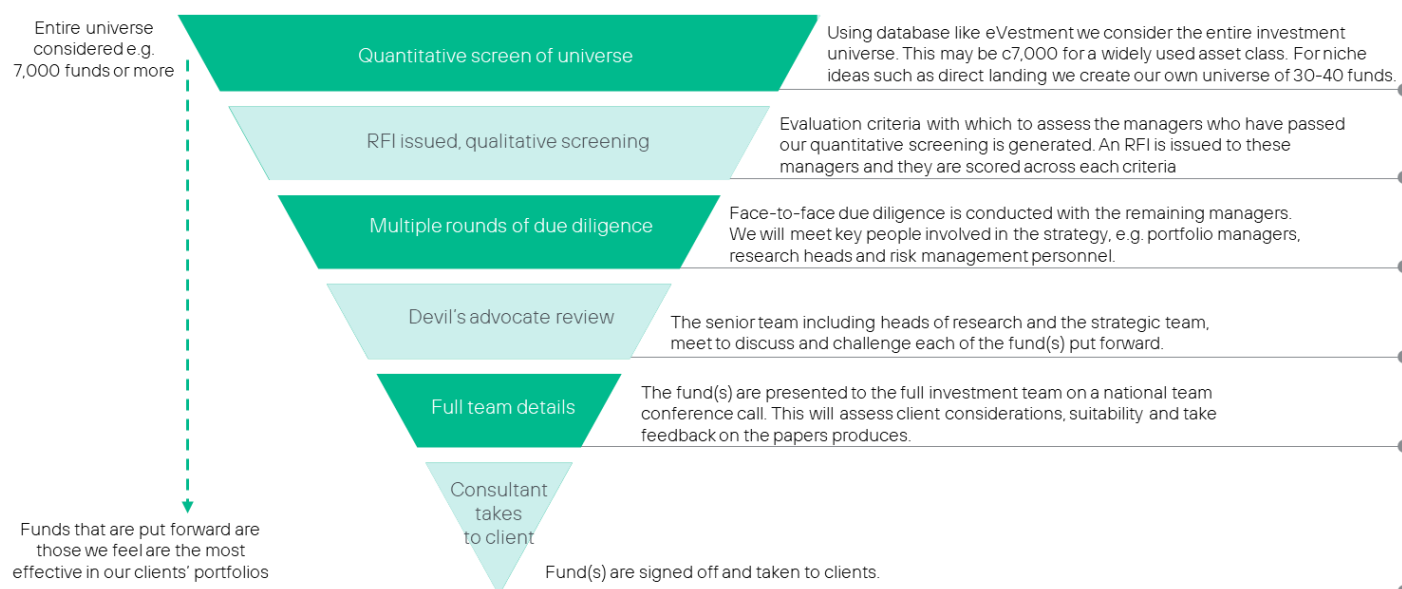 Entire universe
considered e.g.
7,000 funds or more
Quantitative screen of universe
Using database like eVestment we consider the entire investment
universe. This may be c7,000 for a widely used asset class. For niche
ideas such as direct landing we create our own universe of 30-40 funds.
RFI issued, qualitative screening
Evaluation criteria with which to assess the managers who have passed
our quantitative screening is generated. An RFI is issued to these
managers and they are scored across each criteria
Multiple rounds of due diligence
Face-to-face due diligence is conducted with the remaining managers.
We will meet key people involved in the strategy, e.g. portfolio managers,
research heads and risk management personnel.
Devil's advocate review
The senior team including heads of research and the strategic team,
meet to discuss and challenge each of the fund(s) put forward.
Full team details
The fund(s) are presented to the full investment team on a national team
conference call. This will assess client considerations, suitability and take
feedback on the papers produces.
Consultant
takes
to client
Fund(s) are signed off and taken to clients.
Funds that are put forward are
those we feel are the most
effective in our clients' portfolios